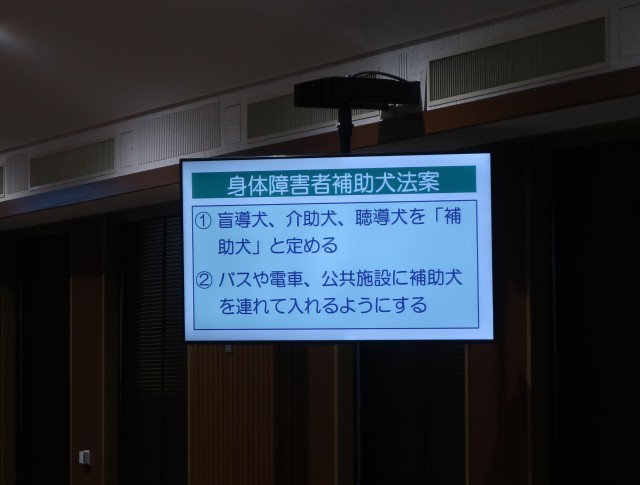 身体障害者補助犬法案
① 盲導犬、介助犬、聴導犬を「補
助犬」と定める
② バスや電車、公共施設に補助犬
を連れて入れるようにする